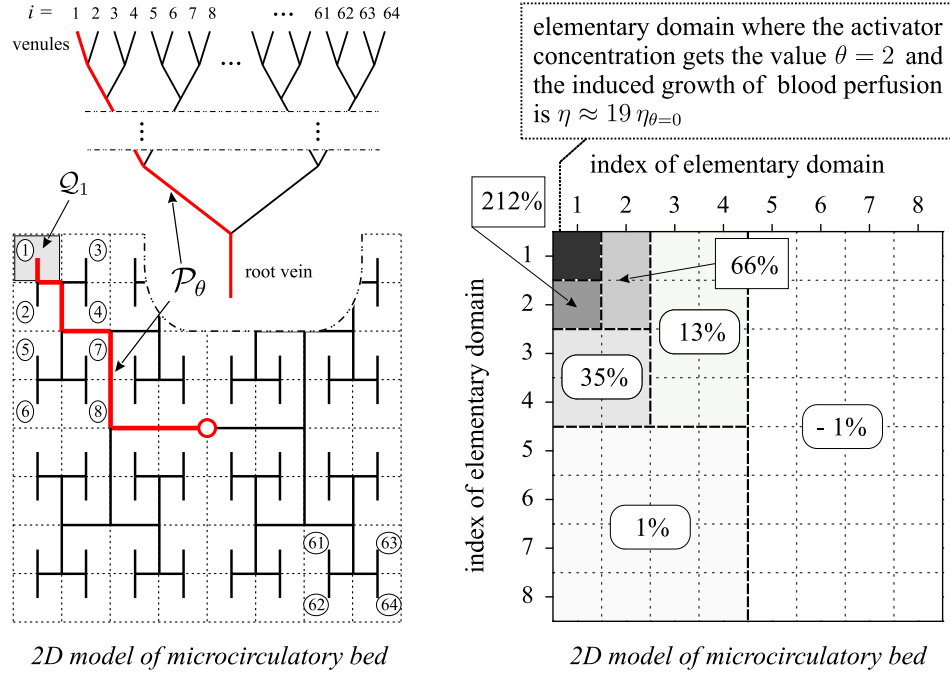 i = 1 2 3 4 5 6 7 8 ... 61 62 63 64
venules
...
root vein
𝒬₁
𝒫_θ
1 3
2 4
5 7
6 8
61 63
62 64
2D model of microcirculatory bed
elementary domain where the activator
concentration gets the value θ = 2 and
the induced growth of blood perfusion
is η ≈ 19 η_{θ=0}
index of elementary domain
1 2 3 4 5 6 7 8
index of elementary domain
1
2
3
4
5
6
7
8
212%
66%
13%
35%
- 1%
1%
2D model of microcirculatory bed